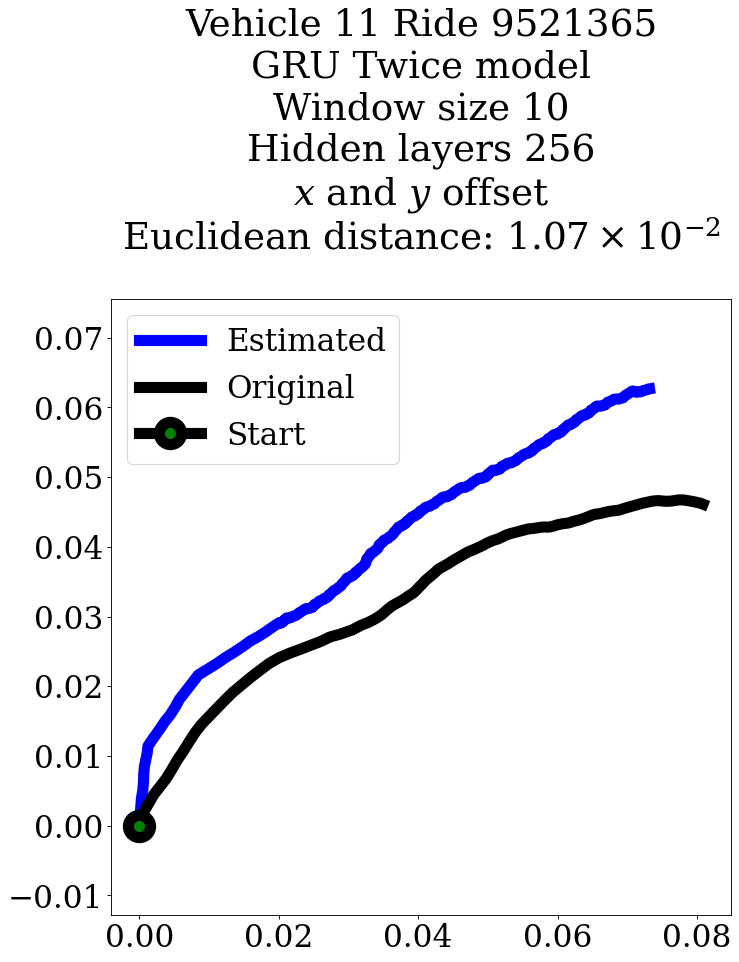 Vehicle 11 Ride 9521365
GRU Twice model
Window size 10
Hidden layers 256
x and y offset
Euclidean distance: 1.07 × 10⁻²
Estimated
Original
Start
0.07
0.06
0.05
0.04
0.03
0.02
0.01
0.00
−0.01
0.00 0.02 0.04 0.06 0.08